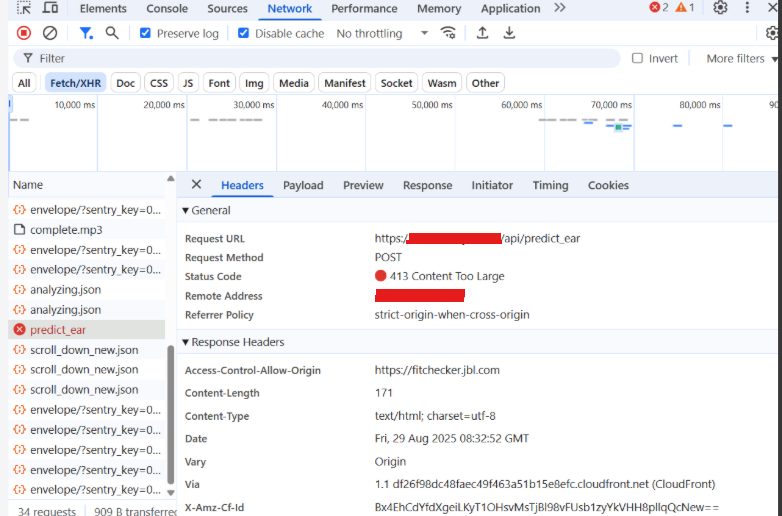 Elements Console Sources Network Performance Memory Application 2 1
Preserve log Disable cache No throttling
Filter Invert More filters
All Fetch/XHR Doc CSS JS Font Img Media Manifest Socket Wasm Other
10,000 ms 20,000 ms 30,000 ms 40,000 ms 50,000 ms 60,000 ms 70,000 ms 80,000 ms 90
Name
envelope/?sentry_key=0...
complete.mp3
envelope/?sentry_key=0...
envelope/?sentry_key=0...
analyzing.json
analyzing.json
predict_ear
scroll_down_new.json
scroll_down_new.json
scroll_down_new.json
envelope/?sentry_key=0...
envelope/?sentry_key=0...
envelope/?sentry_key=0...
envelope/?sentry_key=0...
envelope/?sentry_key=0...
34 requests 909 B transferred
Headers Payload Preview Response Initiator Timing Cookies
General
Request URL https:/ /api/predict_ear
Request Method POST
Status Code 413 Content Too Large
Remote Address
Referrer Policy strict-origin-when-cross-origin
Response Headers
Access-Control-Allow-Origin https://fitchecker.jbl.com
Content-Length 171
Content-Type text/html; charset=utf-8
Date Fri, 29 Aug 2025 08:32:52 GMT
Vary Origin
Via 1.1 df26f98dc48faec49f463a51b15e8efc.cloudfront.net (CloudFront)
X-Amz-Cf-Id